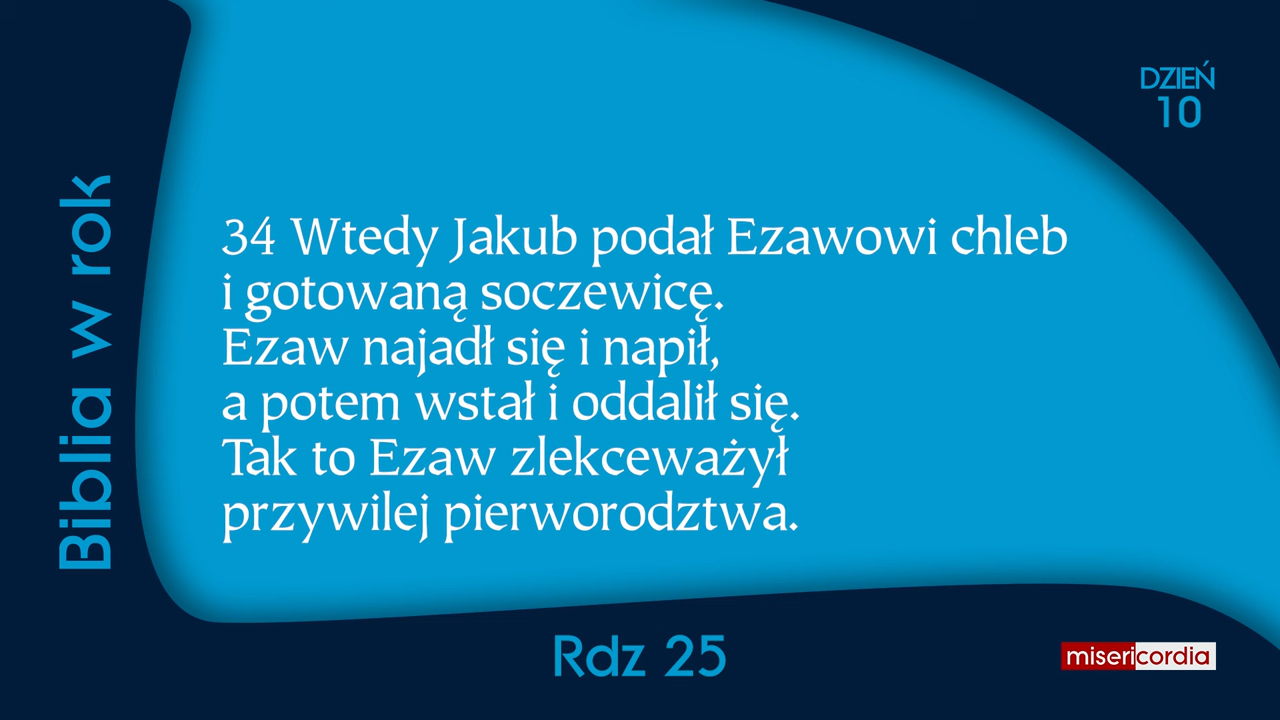 DZIEŃ
10
Biblia w rok
34 Wtedy Jakub podał Ezawowi chleb
i gotowaną soczewicę.
Ezaw najadł się i napił,
a potem wstał i oddalił się.
Tak to Ezaw zlekceważył
przywilej pierworodztwa.
Rdz 25
misericordia